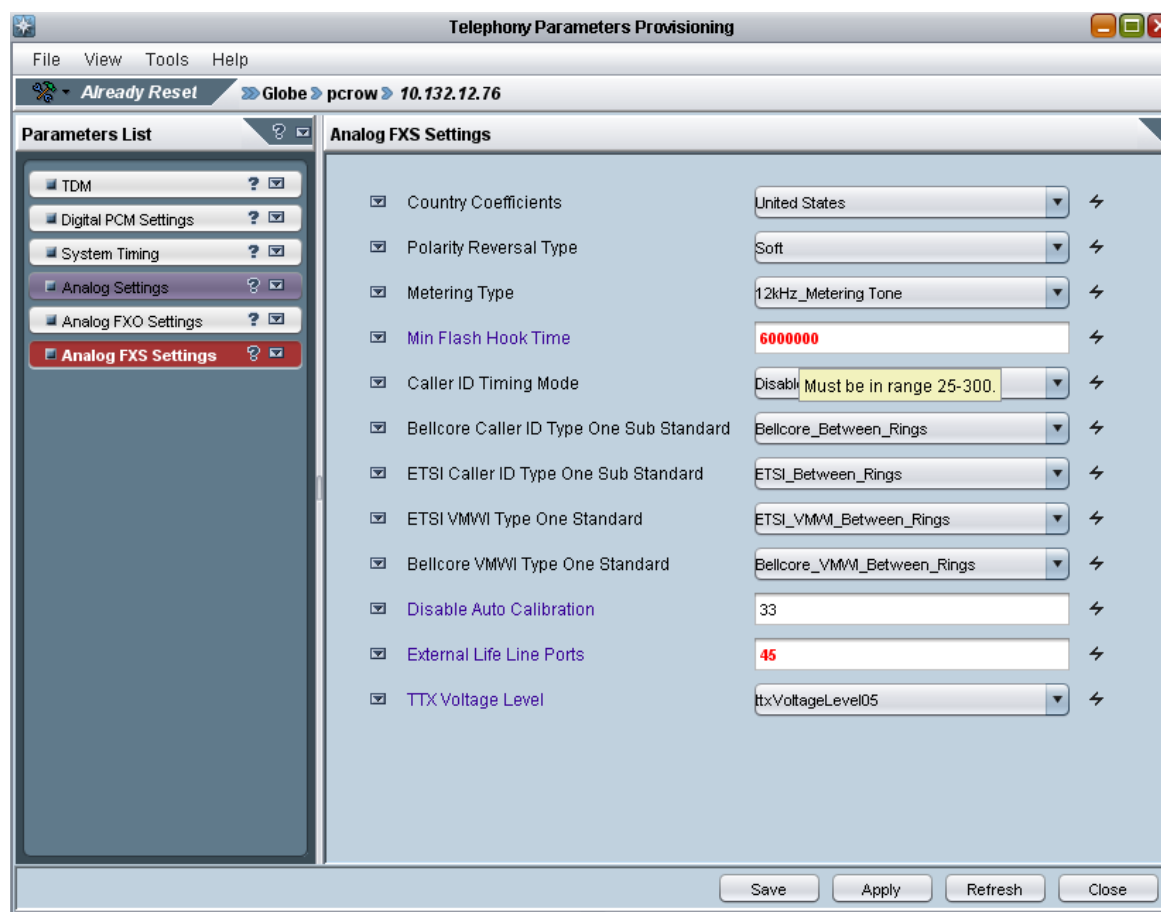 Telephony Parameters Provisioning
File View Tools Help
Already Reset Globe pcrow 10.132.12.76
Parameters List ?
Analog FXS Settings
TDM ?
Digital PCM Settings ?
System Timing ?
Analog Settings ?
Analog FXO Settings ?
Analog FXS Settings ?
Country Coefficients United States
Polarity Reversal Type Soft
Metering Type 12kHz_Metering Tone
Min Flash Hook Time 6000000
Caller ID Timing Mode
Must be in range 25-300.
Bellcore Caller ID Type One Sub Standard Bellcore_Between_Rings
ETSI Caller ID Type One Sub Standard ETSI_Between_Rings
ETSI VMWI Type One Standard ETSI_VMWI_Between_Rings
Bellcore VMWI Type One Standard Bellcore_VMWI_Between_Rings
Disable Auto Calibration 33
External Life Line Ports 45
TTX Voltage Level ttxVoltageLevel05
Save Apply Refresh Close